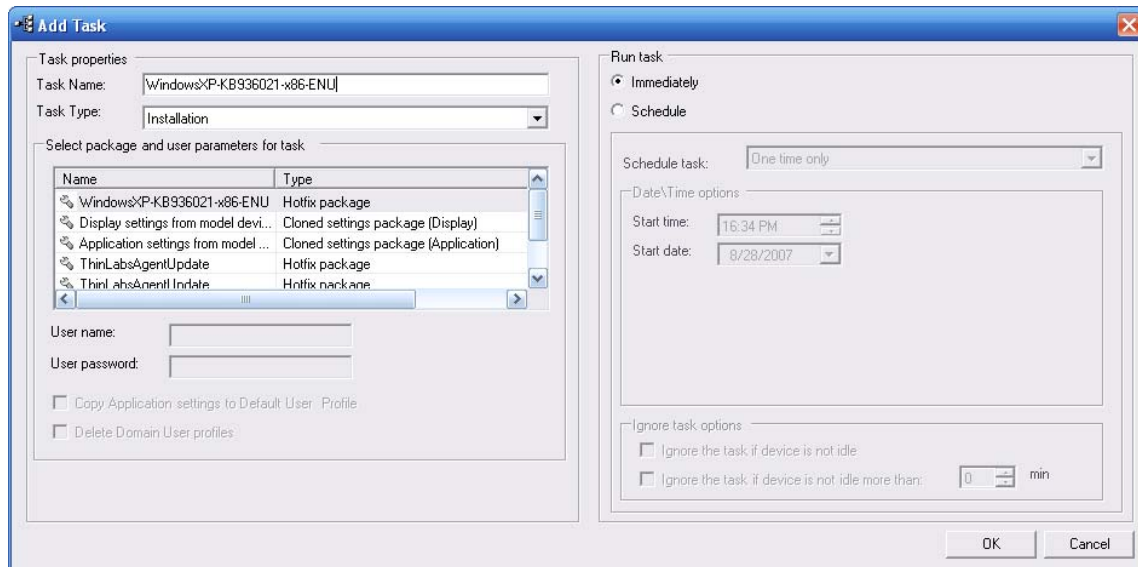 Add Task
Task properties
Task Name: WindowsXP-KB936021-x86-ENU
Task Type: Installation
Select package and user parameters for task
Name Type
WindowsXP-KB936021-x86-ENU Hotfix package
Display settings from model devi... Cloned settings package (Display)
Application settings from model ... Cloned settings package (Application)
ThinLabsAgentUpdate Hotfix package
ThinLabsAgentUpdate Hotfix package
User name:
User password:
Copy Application settings to Default User Profile
Delete Domain User profiles
Run task
Immediately
Schedule
Schedule task: One time only
Date\Time options
Start time: 16:34 PM
Start date: 8/28/2007
Ignore task options
Ignore the task if device is not idle
Ignore the task if device is not idle more than: 0 min
OK Cancel